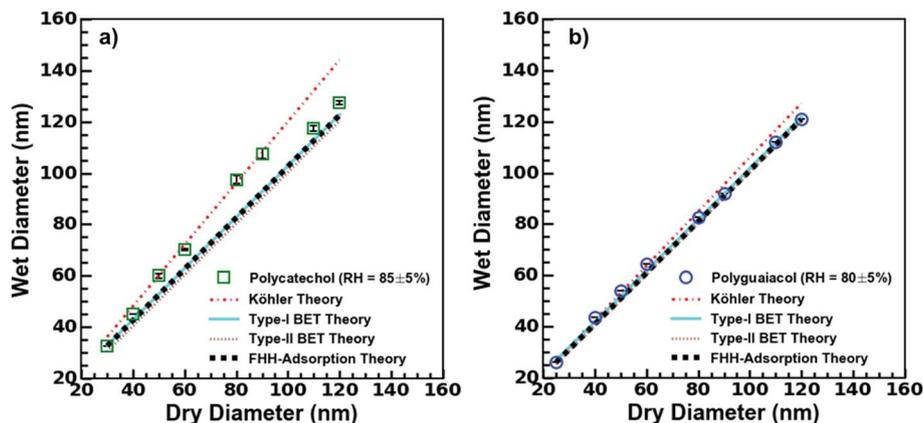 a)
160
140
120
100
80
60
40
20
Wet Diameter (nm)
Polycatechol (RH = 85±5%)
Köhler Theory
Type-I BET Theory
Type-II BET Theory
FHH-Adsorption Theory
20 40 60 80 100 120 140 160
Dry Diameter (nm)
b)
160
140
120
100
80
60
40
20
Wet Diameter (nm)
Polyguaiacol (RH = 80±5%)
Köhler Theory
Type-I BET Theory
Type-II BET Theory
FHH-Adsorption Theory
20 40 60 80 100 120 140 160
Dry Diameter (nm)